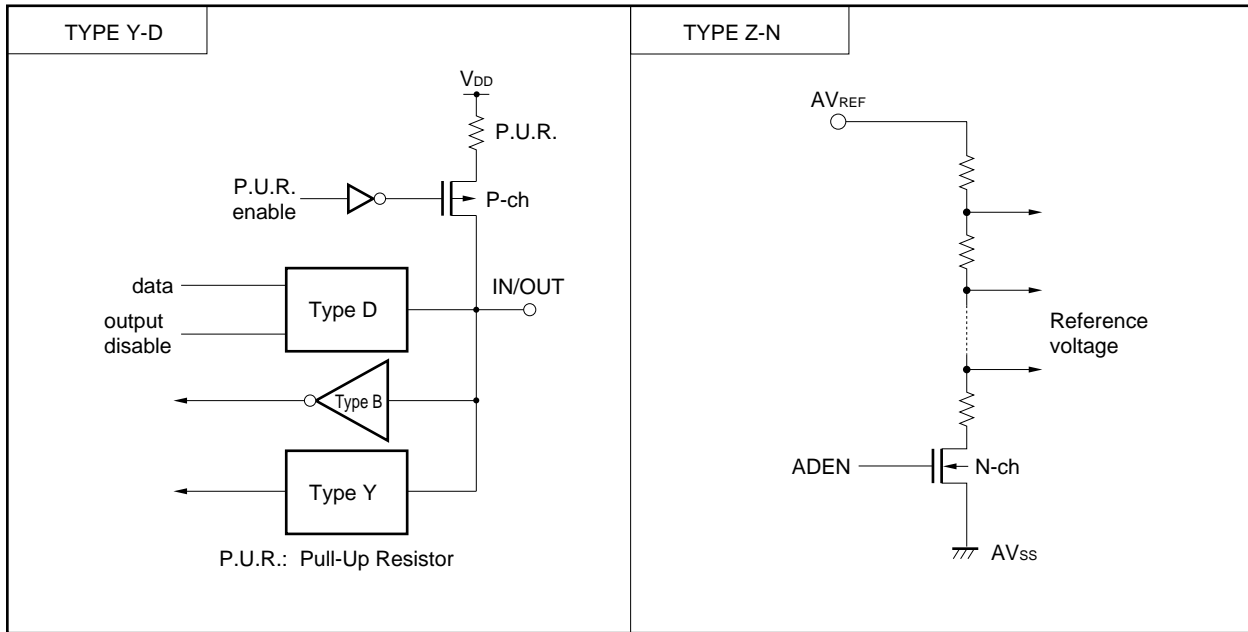 TYPE Y-D
VDD
P.U.R.
P.U.R.
enable
P-ch
data
IN/OUT
Type D
output
disable
Type B
Type Y
P.U.R.: Pull-Up Resistor
TYPE Z-N
AVREF
Reference
voltage
ADEN
N-ch
AVSS